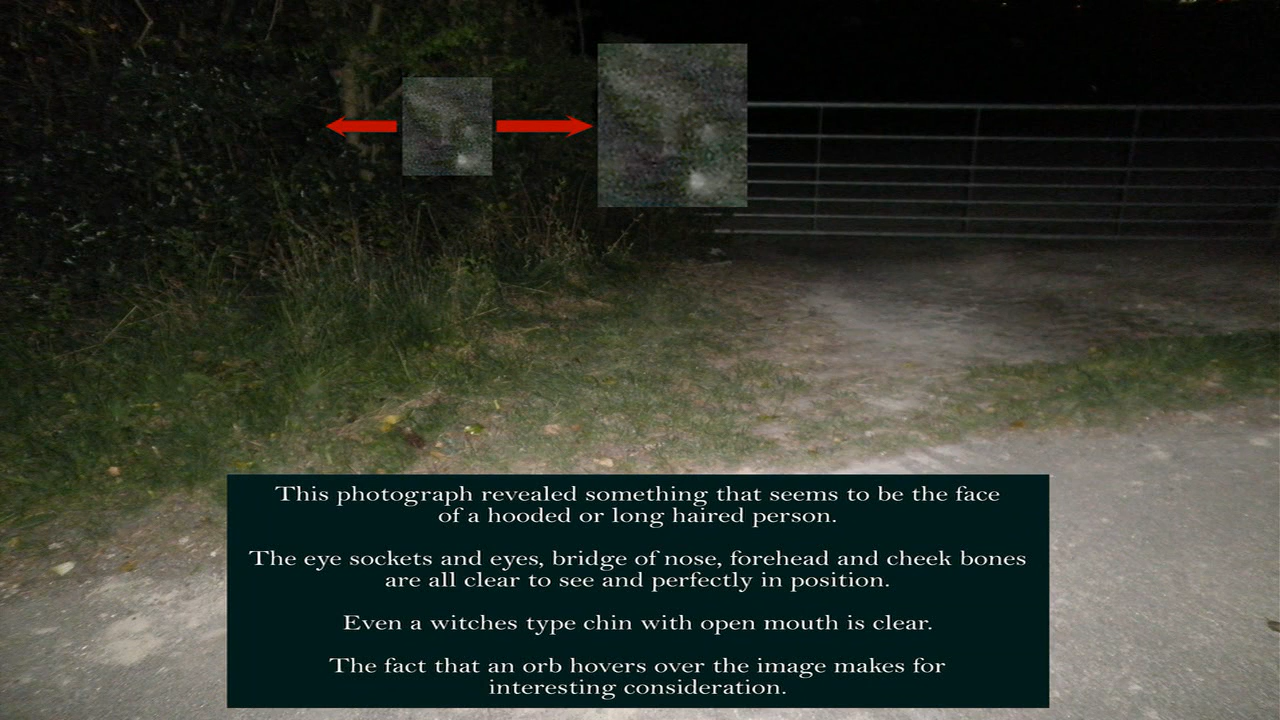 This photograph revealed something that seems to be the face
of a hooded or long haired person.
The eye sockets and eyes, bridge of nose, forehead and cheek bones
are all clear to see and perfectly in position.
Even a witches type chin with open mouth is clear.
The fact that an orb hovers over the image makes for
interesting consideration.